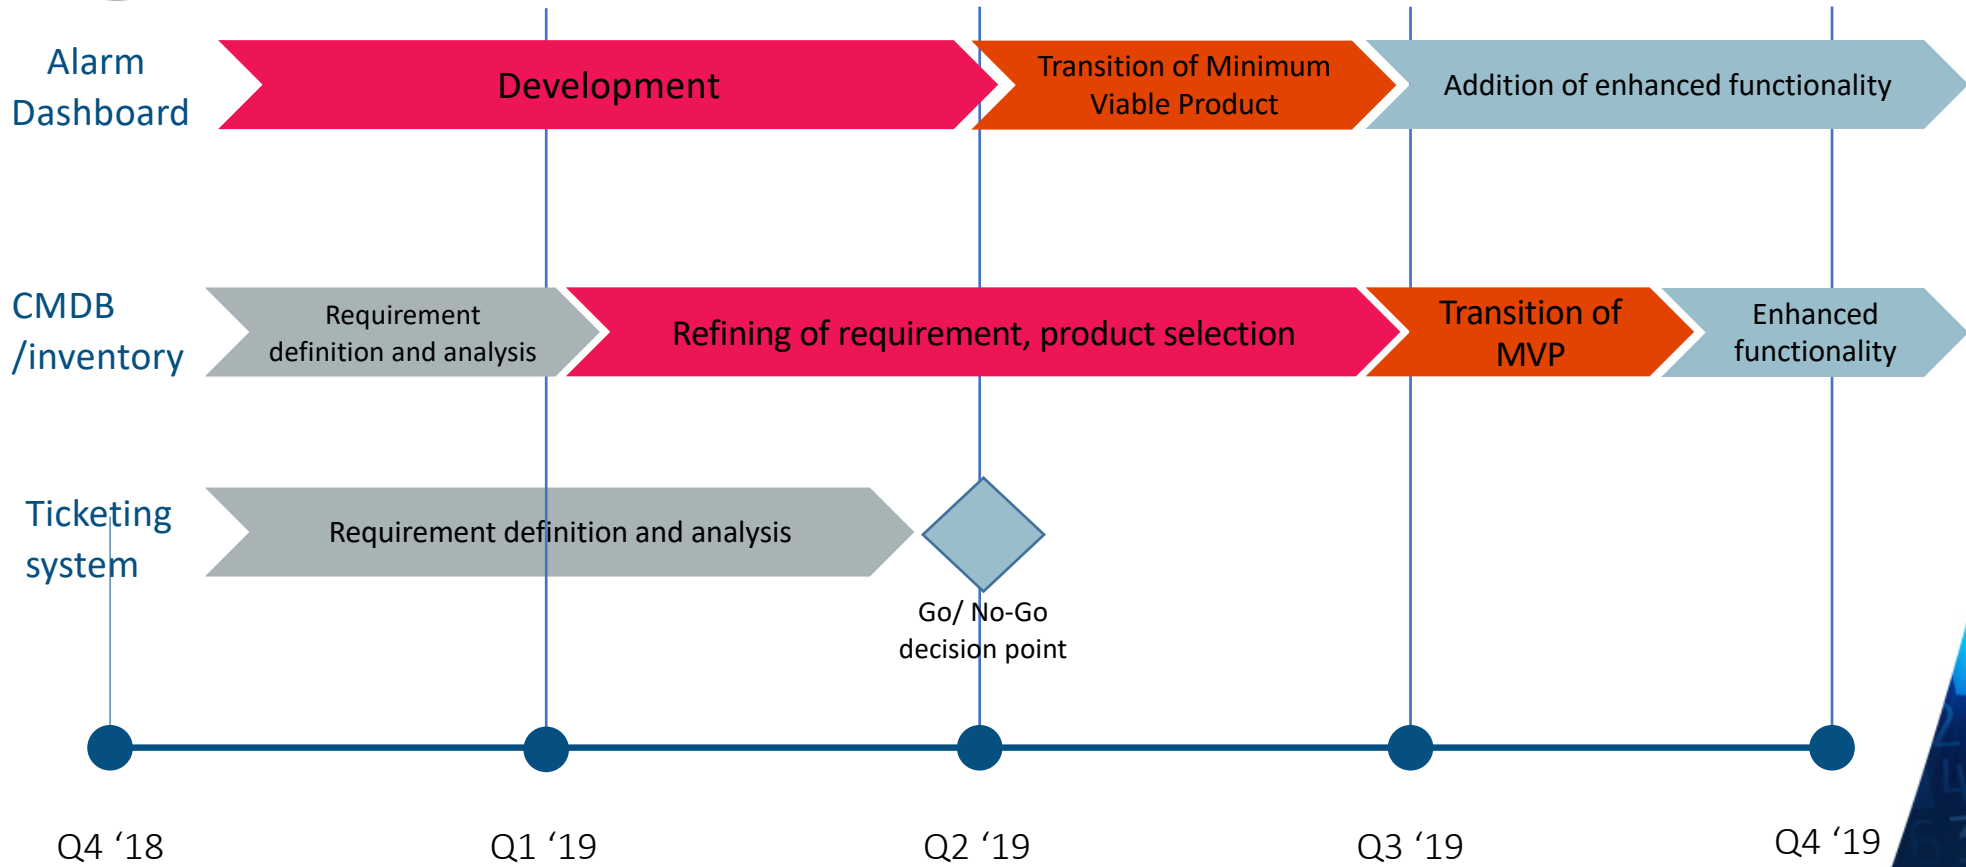 Alarm
Dashboard
Development
Transition of Minimum
Viable Product
Addition of enhanced functionality
CMDB
/inventory
Requirement
definition and analysis
Refining of requirement, product selection
Transition of
MVP
Enhanced
functionality
Ticketing
system
Requirement definition and analysis
Go/ No-Go
decision point
Q4 ‘18
Q1 ‘19
Q2 ‘19
Q3 ‘19
Q4 ‘19